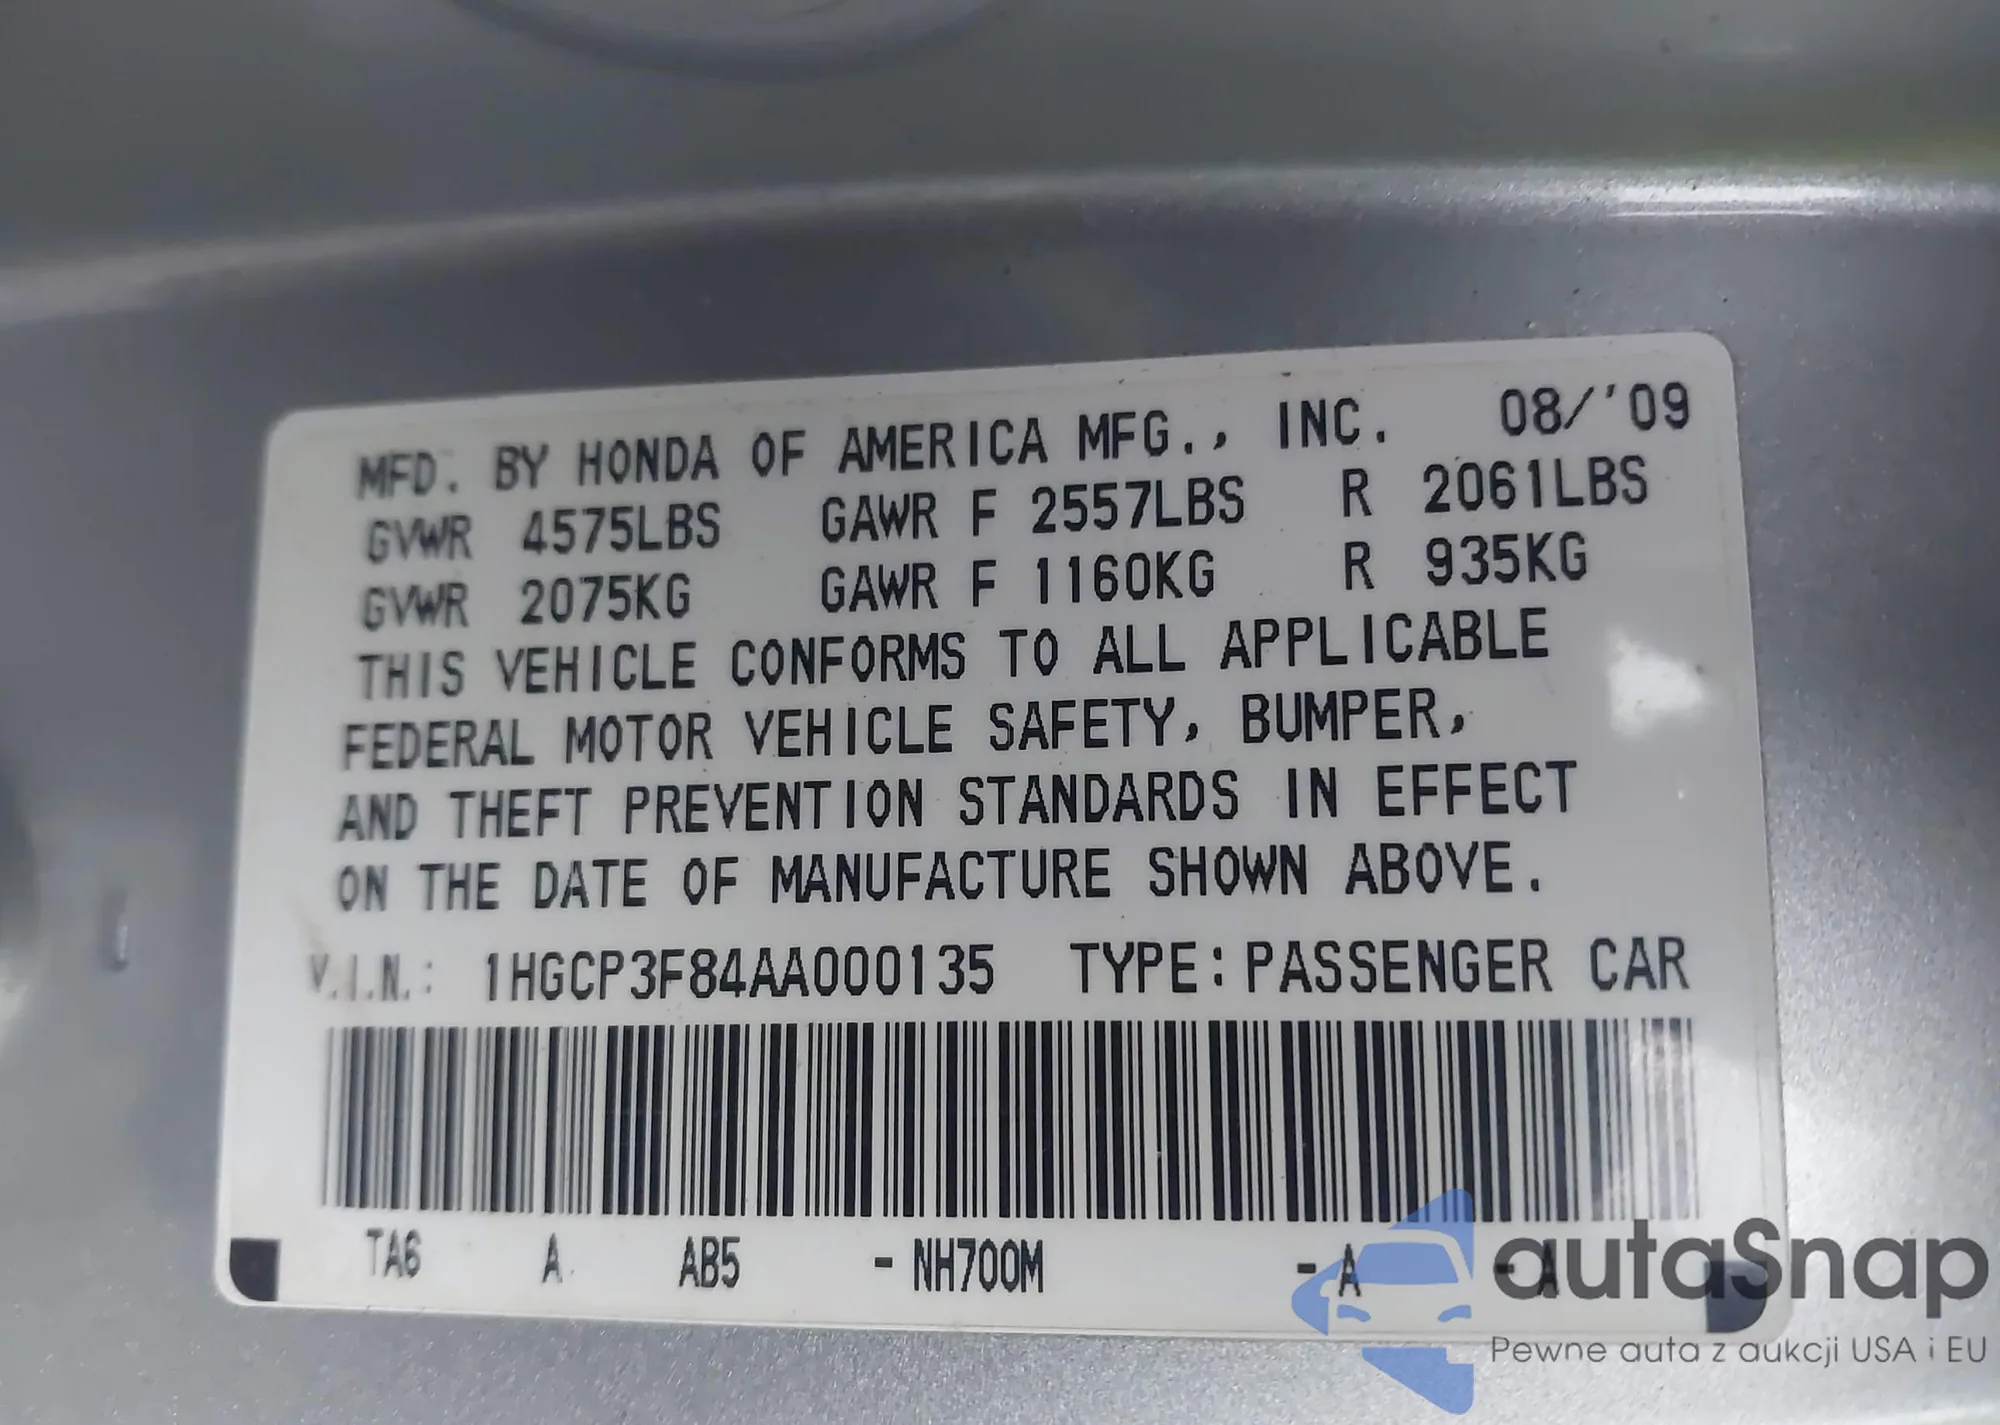 MFD. BY HONDA OF AMERICA MFG., INC. 08/'09
GVWR 4575LBS GAWR F 2557LBS R 2061LBS
GVWR 2075KG GAWR F 1160KG R 935KG
THIS VEHICLE CONFORMS TO ALL APPLICABLE
FEDERAL MOTOR VEHICLE SAFETY, BUMPER,
AND THEFT PREVENTION STANDARDS IN EFFECT
ON THE DATE OF MANUFACTURE SHOWN ABOVE.
V.I.N.: 1HGCP3F84AA000135 TYPE: PASSENGER CAR
TA6 A AB5 - NH700M - A - A
autaSnap
Pewne auta z aukcji USA i EU